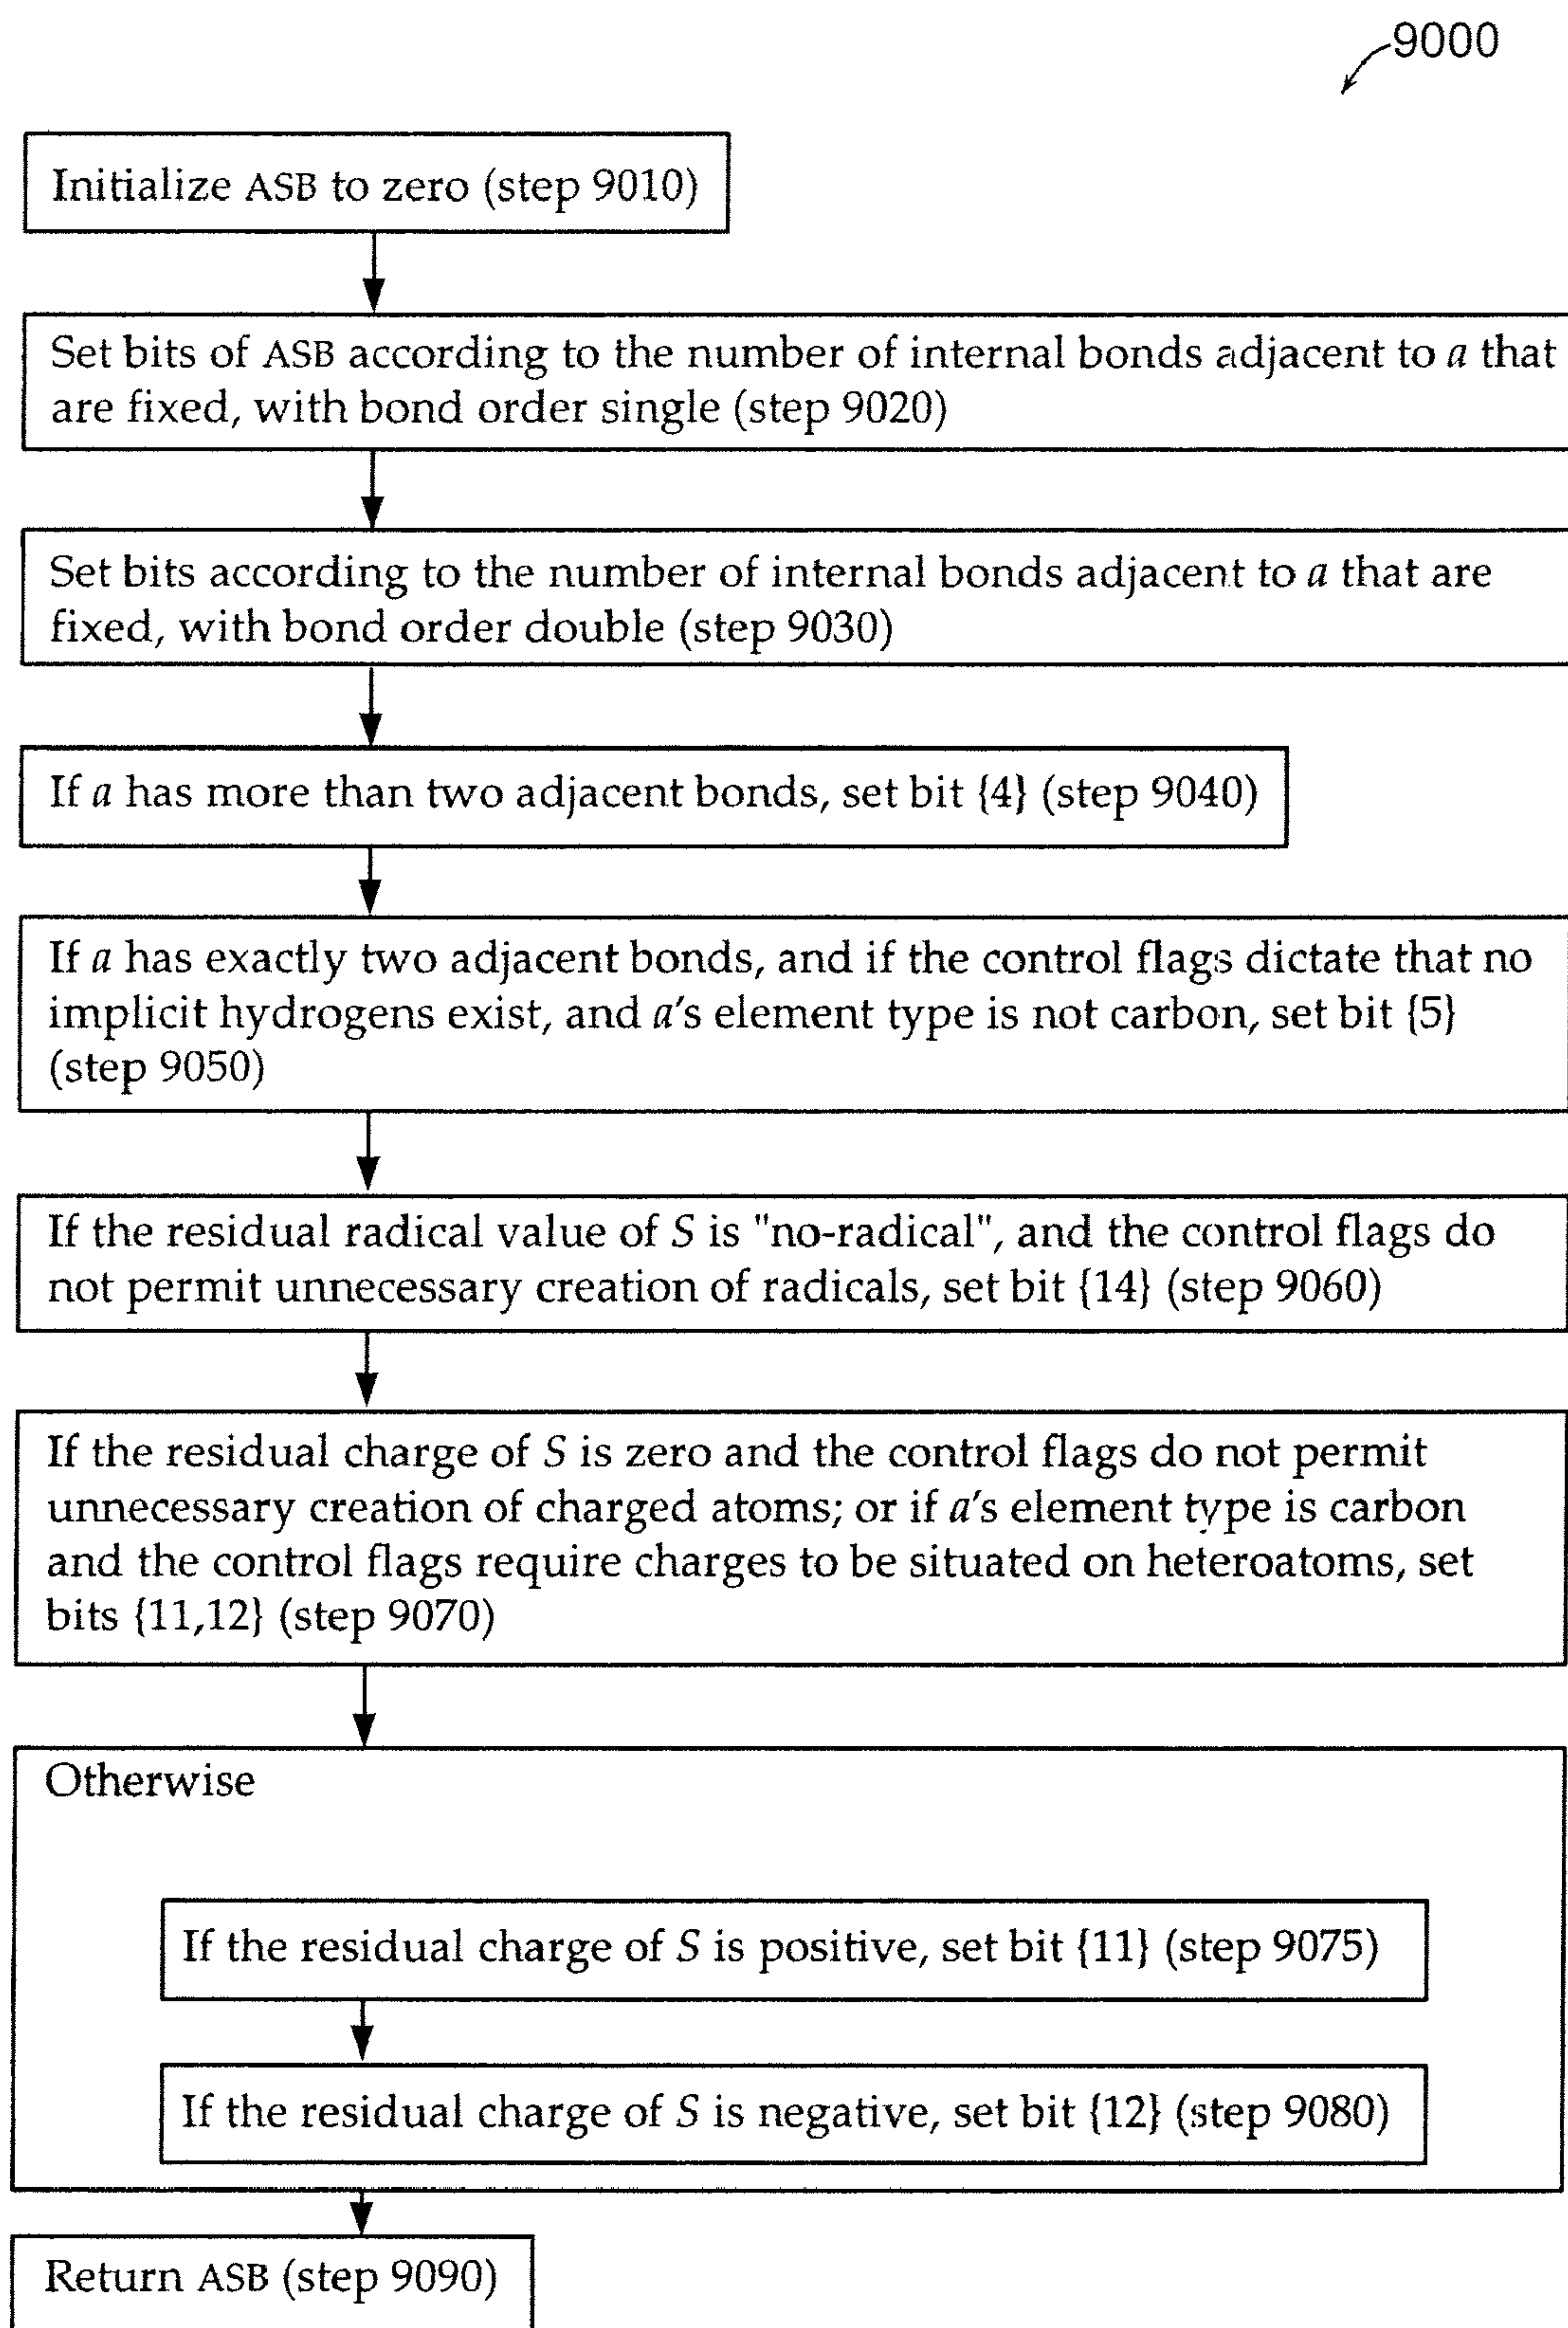 9000
Initialize ASB to zero (step 9010)
Set bits of ASB according to the number of internal bonds adjacent to a that
are fixed, with bond order single (step 9020)
Set bits according to the number of internal bonds adjacent to a that are
fixed, with bond order double (step 9030)
If a has more than two adjacent bonds, set bit {4} (step 9040)
If a has exactly two adjacent bonds, and if the control flags dictate that no
implicit hydrogens exist, and a's element type is not carbon, set bit {5}
(step 9050)
If the residual radical value of S is "no-radical", and the control flags do
not permit unnecessary creation of radicals, set bit {14} (step 9060)
If the residual charge of S is zero and the control flags do not permit
unnecessary creation of charged atoms; or if a's element type is carbon
and the control flags require charges to be situated on heteroatoms, set
bits {11,12} (step 9070)
Otherwise
If the residual charge of S is positive, set bit {11} (step 9075)
If the residual charge of S is negative, set bit {12} (step 9080)
Return ASB (step 9090)